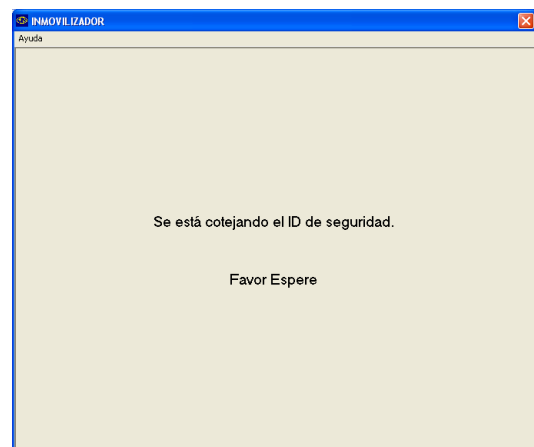 INMOVILIZADOR
Ayuda
Se está cotejando el ID de seguridad.
Favor Espere